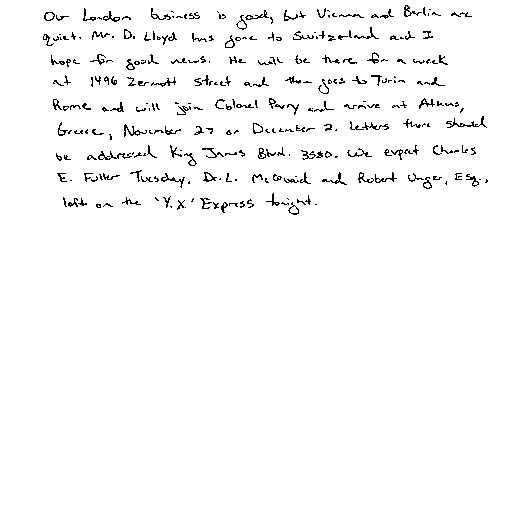 Our London business is good, but Vienna and Berlin are
quiet. Mr. D. Lloyd has gone to Switzerland and I
hope for good news. He will be there for a week
at 1496 Zermott Street and then goes to Turin and
Rome and will join Colonel Parry and arrive at Athens,
Greece, November 27 or December 2. Letters there should
be addressed King James Blvd. 3580. We expect Charles
E. Fuller Tuesday. Dr. L. McQuaid and Robert Unger, Esq.,
left on the 'Y.X.' Express tonight.